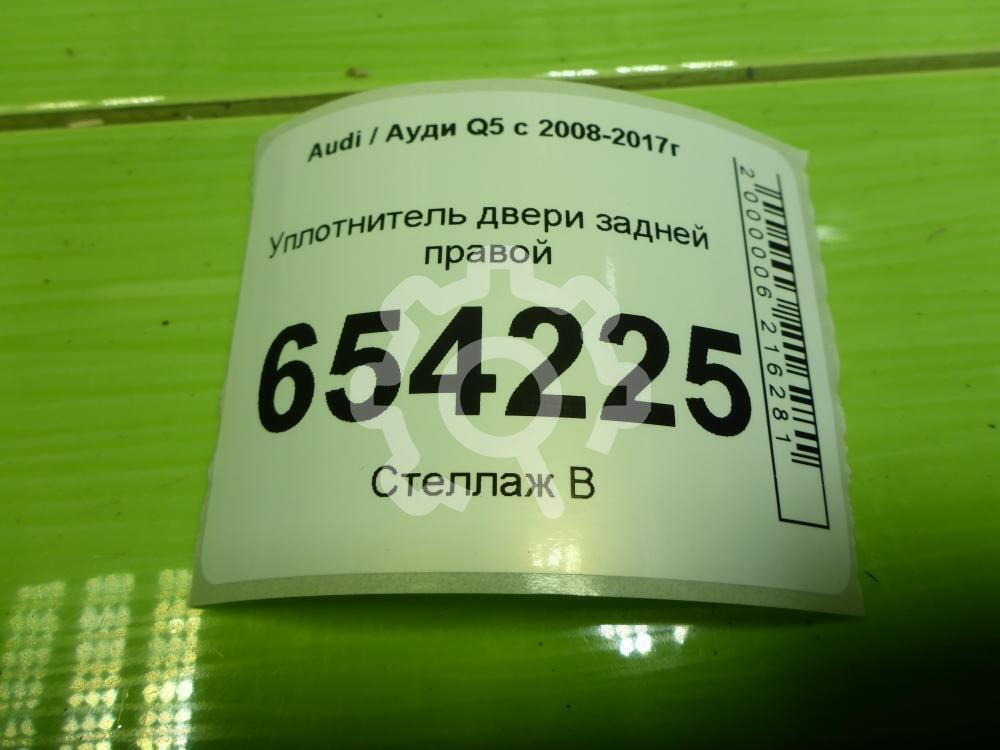 Audi / Ауди Q5 с 2008-2017г
Уплотнитель двери задней
правой
654225
Стеллаж В
2000006216281